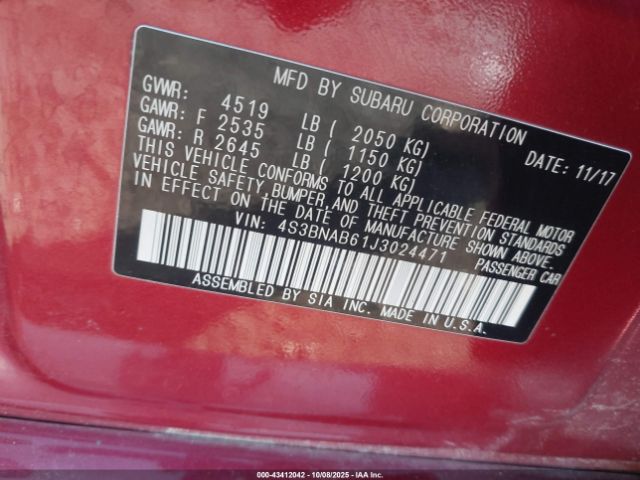 MFD BY SUBARU CORPORATION
GVWR: 4519 LB ( 2050 KG) DATE: 11/17
GAWR: F 2535 LB ( 1150 KG)
GAWR: R 2645 LB ( 1200 KG)
THIS VEHICLE CONFORMS TO ALL APPLICABLE FEDERAL MOTOR
VEHICLE SAFETY, BUMPER, AND THEFT PREVENTION STANDARDS
IN EFFECT ON THE DATE OF MANUFACTURE SHOWN ABOVE.
VIN: 4S3BNAB61J3024471 PASSENGER CAR
ASSEMBLED BY SIA INC. MADE IN U.S.A.
000-43412042 - 10/08/2025 - IAA Inc.